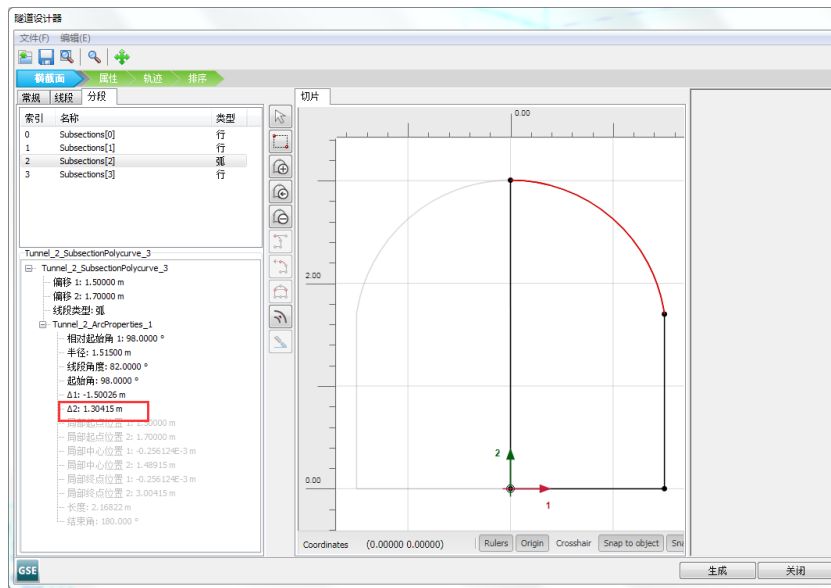 隧道设计器
文件(F) 编辑(E)
横截面 属性 轨迹 排序
常规 线段 分段
索引 名称 类型
0 Subsections[0] 行
1 Subsections[1] 行
2 Subsections[2] 弧
3 Subsections[3] 行
Tunnel_2_SubsectionPolycurve_3
Tunnel_2_SubsectionPolycurve_3
偏移 1: 1.50000 m
偏移 2: 1.70000 m
线段类型: 弧
Tunnel_2_ArcProperties_1
相对起始角 1: 98.0000 °
半径: 1.51500 m
线段角度: 82.0000 °
起始角: 98.0000 °
Δ1: -1.50026 m
Δ2: 1.30415 m
局部起点位置 1: 1.50000 m
局部起点位置 2: 1.70000 m
局部中心位置 1: -0.256124E-3 m
局部中心位置 2: 1.48915 m
局部终点位置 1: -0.256124E-3 m
局部终点位置 2: 3.00415 m
长度: 2.16822 m
结束角: 180.000 °
切片
0.00
2.00
0.00
2
1
Coordinates (0.00000 0.00000) Rulers Origin Crosshair Snap to object Sna
GSE
生成 关闭